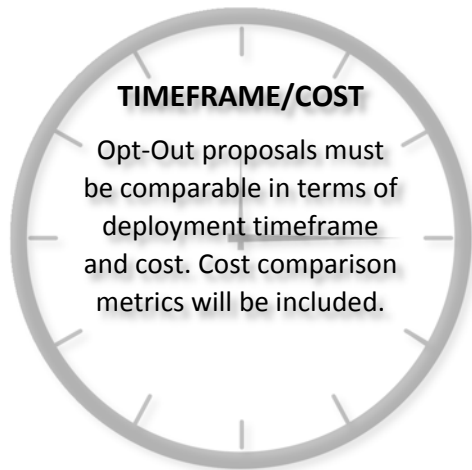 TIMEFRAME/COST
Opt-Out proposals must
be comparable in terms of
deployment timeframe
and cost. Cost comparison
metrics will be included.